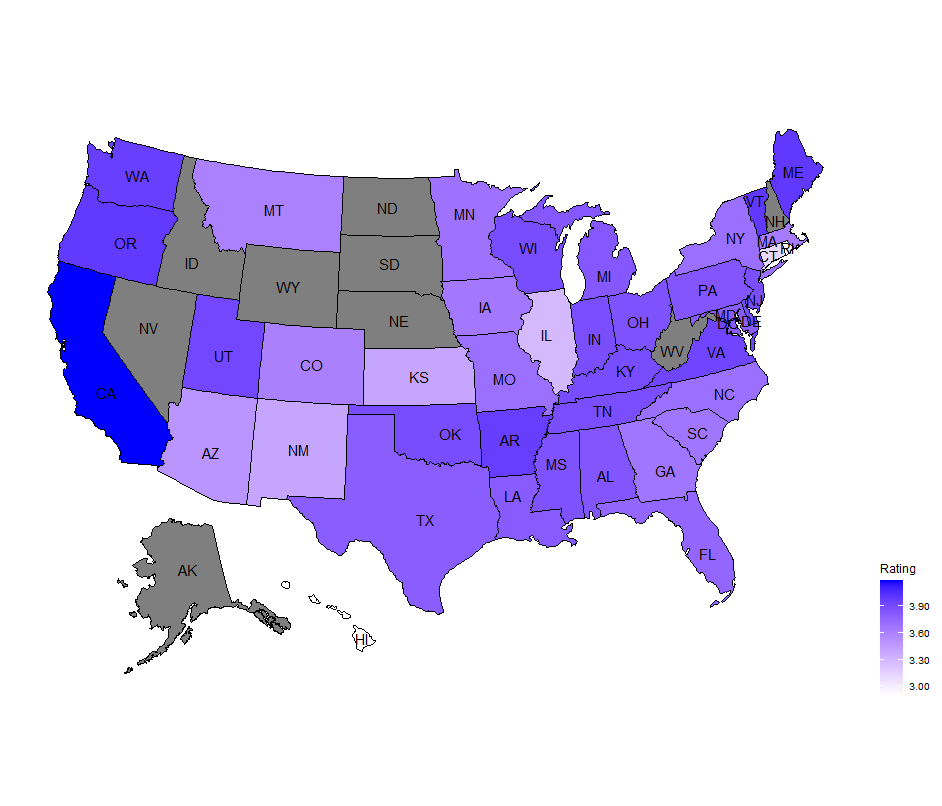 ME
WA
ND
MT
MN
VT
NH
OR
WI
NY
MA
RI
CT
ID
SD
MI
WY
PA
NJ
IA
NE
MD
DC
DE
NV
OH
IL
IN
UT
WV
VA
CO
KY
KS
MO
CA
NC
TN
OK
SC
AR
NM
AZ
MS
GA
AL
LA
TX
FL
AK
HI
Rating
3.90
3.60
3.30
3.00